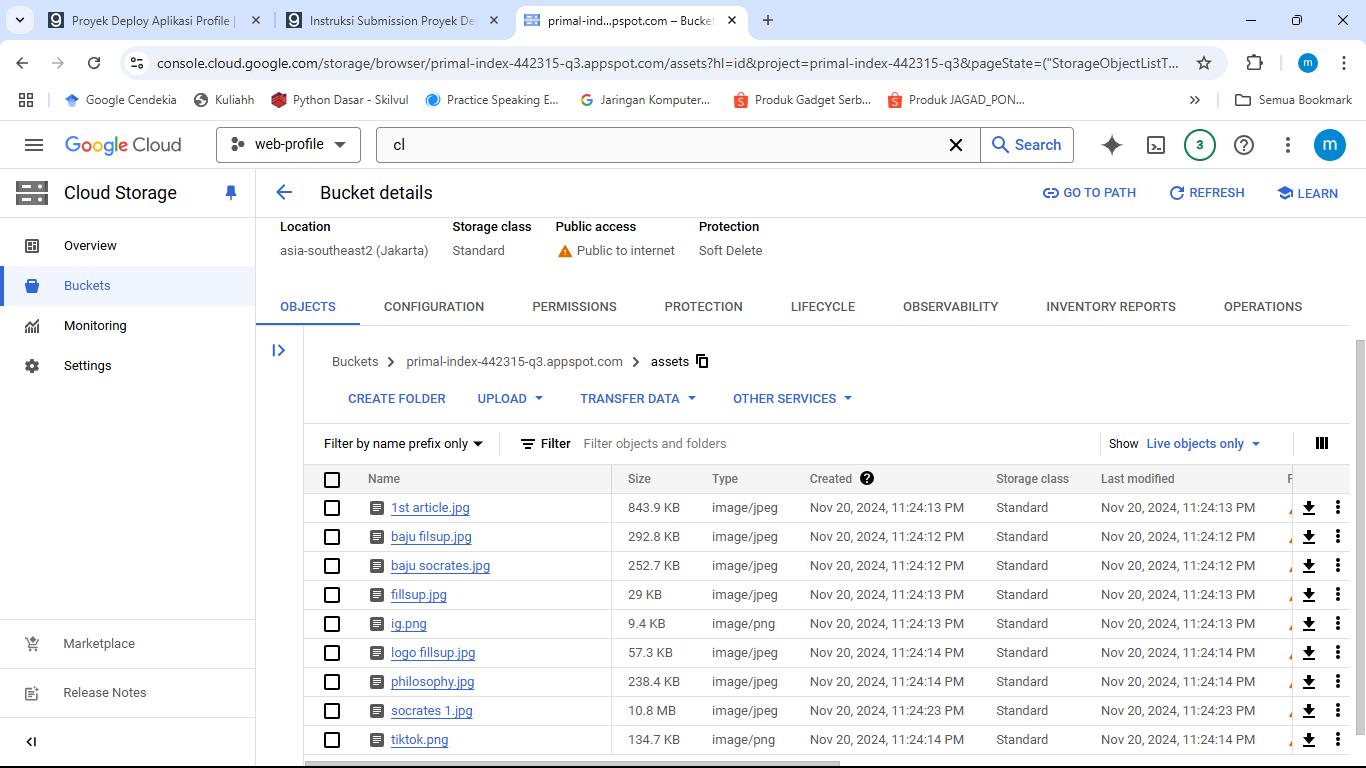 Proyek Deploy Aplikasi Profile |
Instruksi Submission Proyek De
primal-ind...pspot.com – Bucket
console.cloud.google.com/storage/browser/primal-index-442315-q3.appspot.com/assets?hl=id&project=primal-index-442315-q3&pageState=("StorageObjectListT...
m
Google Cendekia
Kuliahh
Python Dasar - Skilvul
Practice Speaking E...
Jaringan Komputer...
Produk Gadget Serb...
Produk JAGAD_PON...
Semua Bookmark
Google Cloud
web-profile
cl
Search
3
m
Cloud Storage
Bucket details
GO TO PATH
REFRESH
LEARN
Overview
Buckets
Monitoring
Settings
Marketplace
Release Notes
Location Storage class Public access Protection
asia-southeast2 (Jakarta) Standard Public to internet Soft Delete
OBJECTS CONFIGURATION PERMISSIONS PROTECTION LIFECYCLE OBSERVABILITY INVENTORY REPORTS OPERATIONS
Buckets primal-index-442315-q3.appspot.com assets
CREATE FOLDER UPLOAD TRANSFER DATA OTHER SERVICES
Filter by name prefix only Filter Filter objects and folders Show Live objects only
Name Size Type Created Storage class Last modified
1st article.jpg 843.9 KB image/jpeg Nov 20, 2024, 11:24:13 PM Standard Nov 20, 2024, 11:24:13 PM
baju filsup.jpg 292.8 KB image/jpeg Nov 20, 2024, 11:24:12 PM Standard Nov 20, 2024, 11:24:12 PM
baju socrates.jpg 252.7 KB image/jpeg Nov 20, 2024, 11:24:12 PM Standard Nov 20, 2024, 11:24:12 PM
fillsup.jpg 29 KB image/jpeg Nov 20, 2024, 11:24:13 PM Standard Nov 20, 2024, 11:24:13 PM
ig.png 9.4 KB image/png Nov 20, 2024, 11:24:13 PM Standard Nov 20, 2024, 11:24:13 PM
logo fillsup.jpg 57.3 KB image/jpeg Nov 20, 2024, 11:24:14 PM Standard Nov 20, 2024, 11:24:14 PM
philosophy.jpg 238.4 KB image/jpeg Nov 20, 2024, 11:24:14 PM Standard Nov 20, 2024, 11:24:14 PM
socrates 1.jpg 10.8 MB image/jpeg Nov 20, 2024, 11:24:23 PM Standard Nov 20, 2024, 11:24:23 PM
tiktok.png 134.7 KB image/png Nov 20, 2024, 11:24:14 PM Standard Nov 20, 2024, 11:24:14 PM